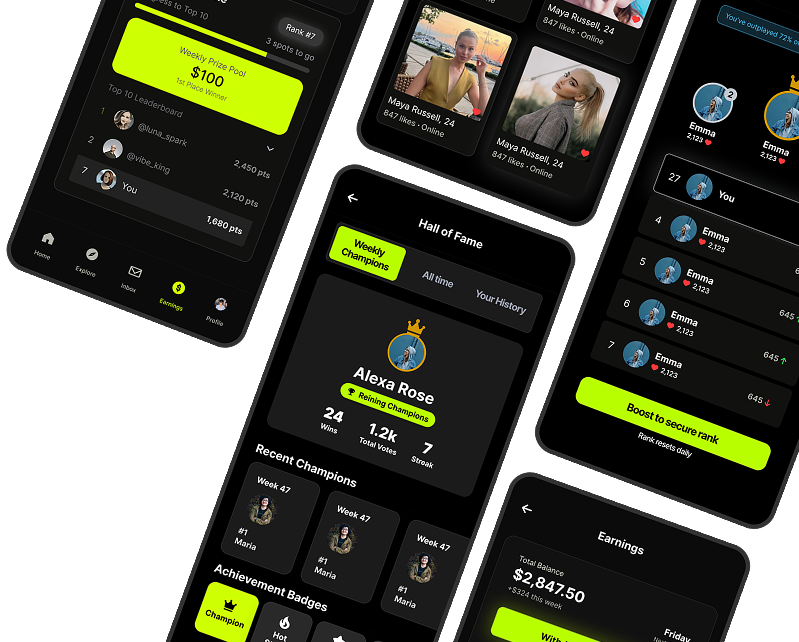 Progress to Top 10
Rank #7
3 spots to go
Weekly Prize Pool
$100
1st Place Winner
Top 10 Leaderboard
1
@luna_spark
2,450 pts
2
@vibe_king
2,120 pts
7
You
1,680 pts
Home
Explore
Inbox
Earnings
Profile
Maya Russell, 24
847 likes • Online
Maya Russell, 24
847 likes • Online
Maya Russell, 24
847 likes • Online
You've outplayed 72%
2
Emma
2,123
Emma
2,123
27
You
4
Emma
2,123
5
Emma
2,123
645
6
Emma
2,123
645
7
Emma
2,123
645
Boost to secure rank
Rank resets daily
Hall of Fame
Weekly
Champions
All time
Your History
Alexa Rose
Reining Champions
24
Wins
1.2k
Total Votes
7
Streak
Recent Champions
Week 47
#1
Maria
Week 47
#1
Maria
Week 47
#1
Maria
Achievement Badges
Champion
Hot
Earnings
Total Balance
$2,847.50
+$324 this week
Friday